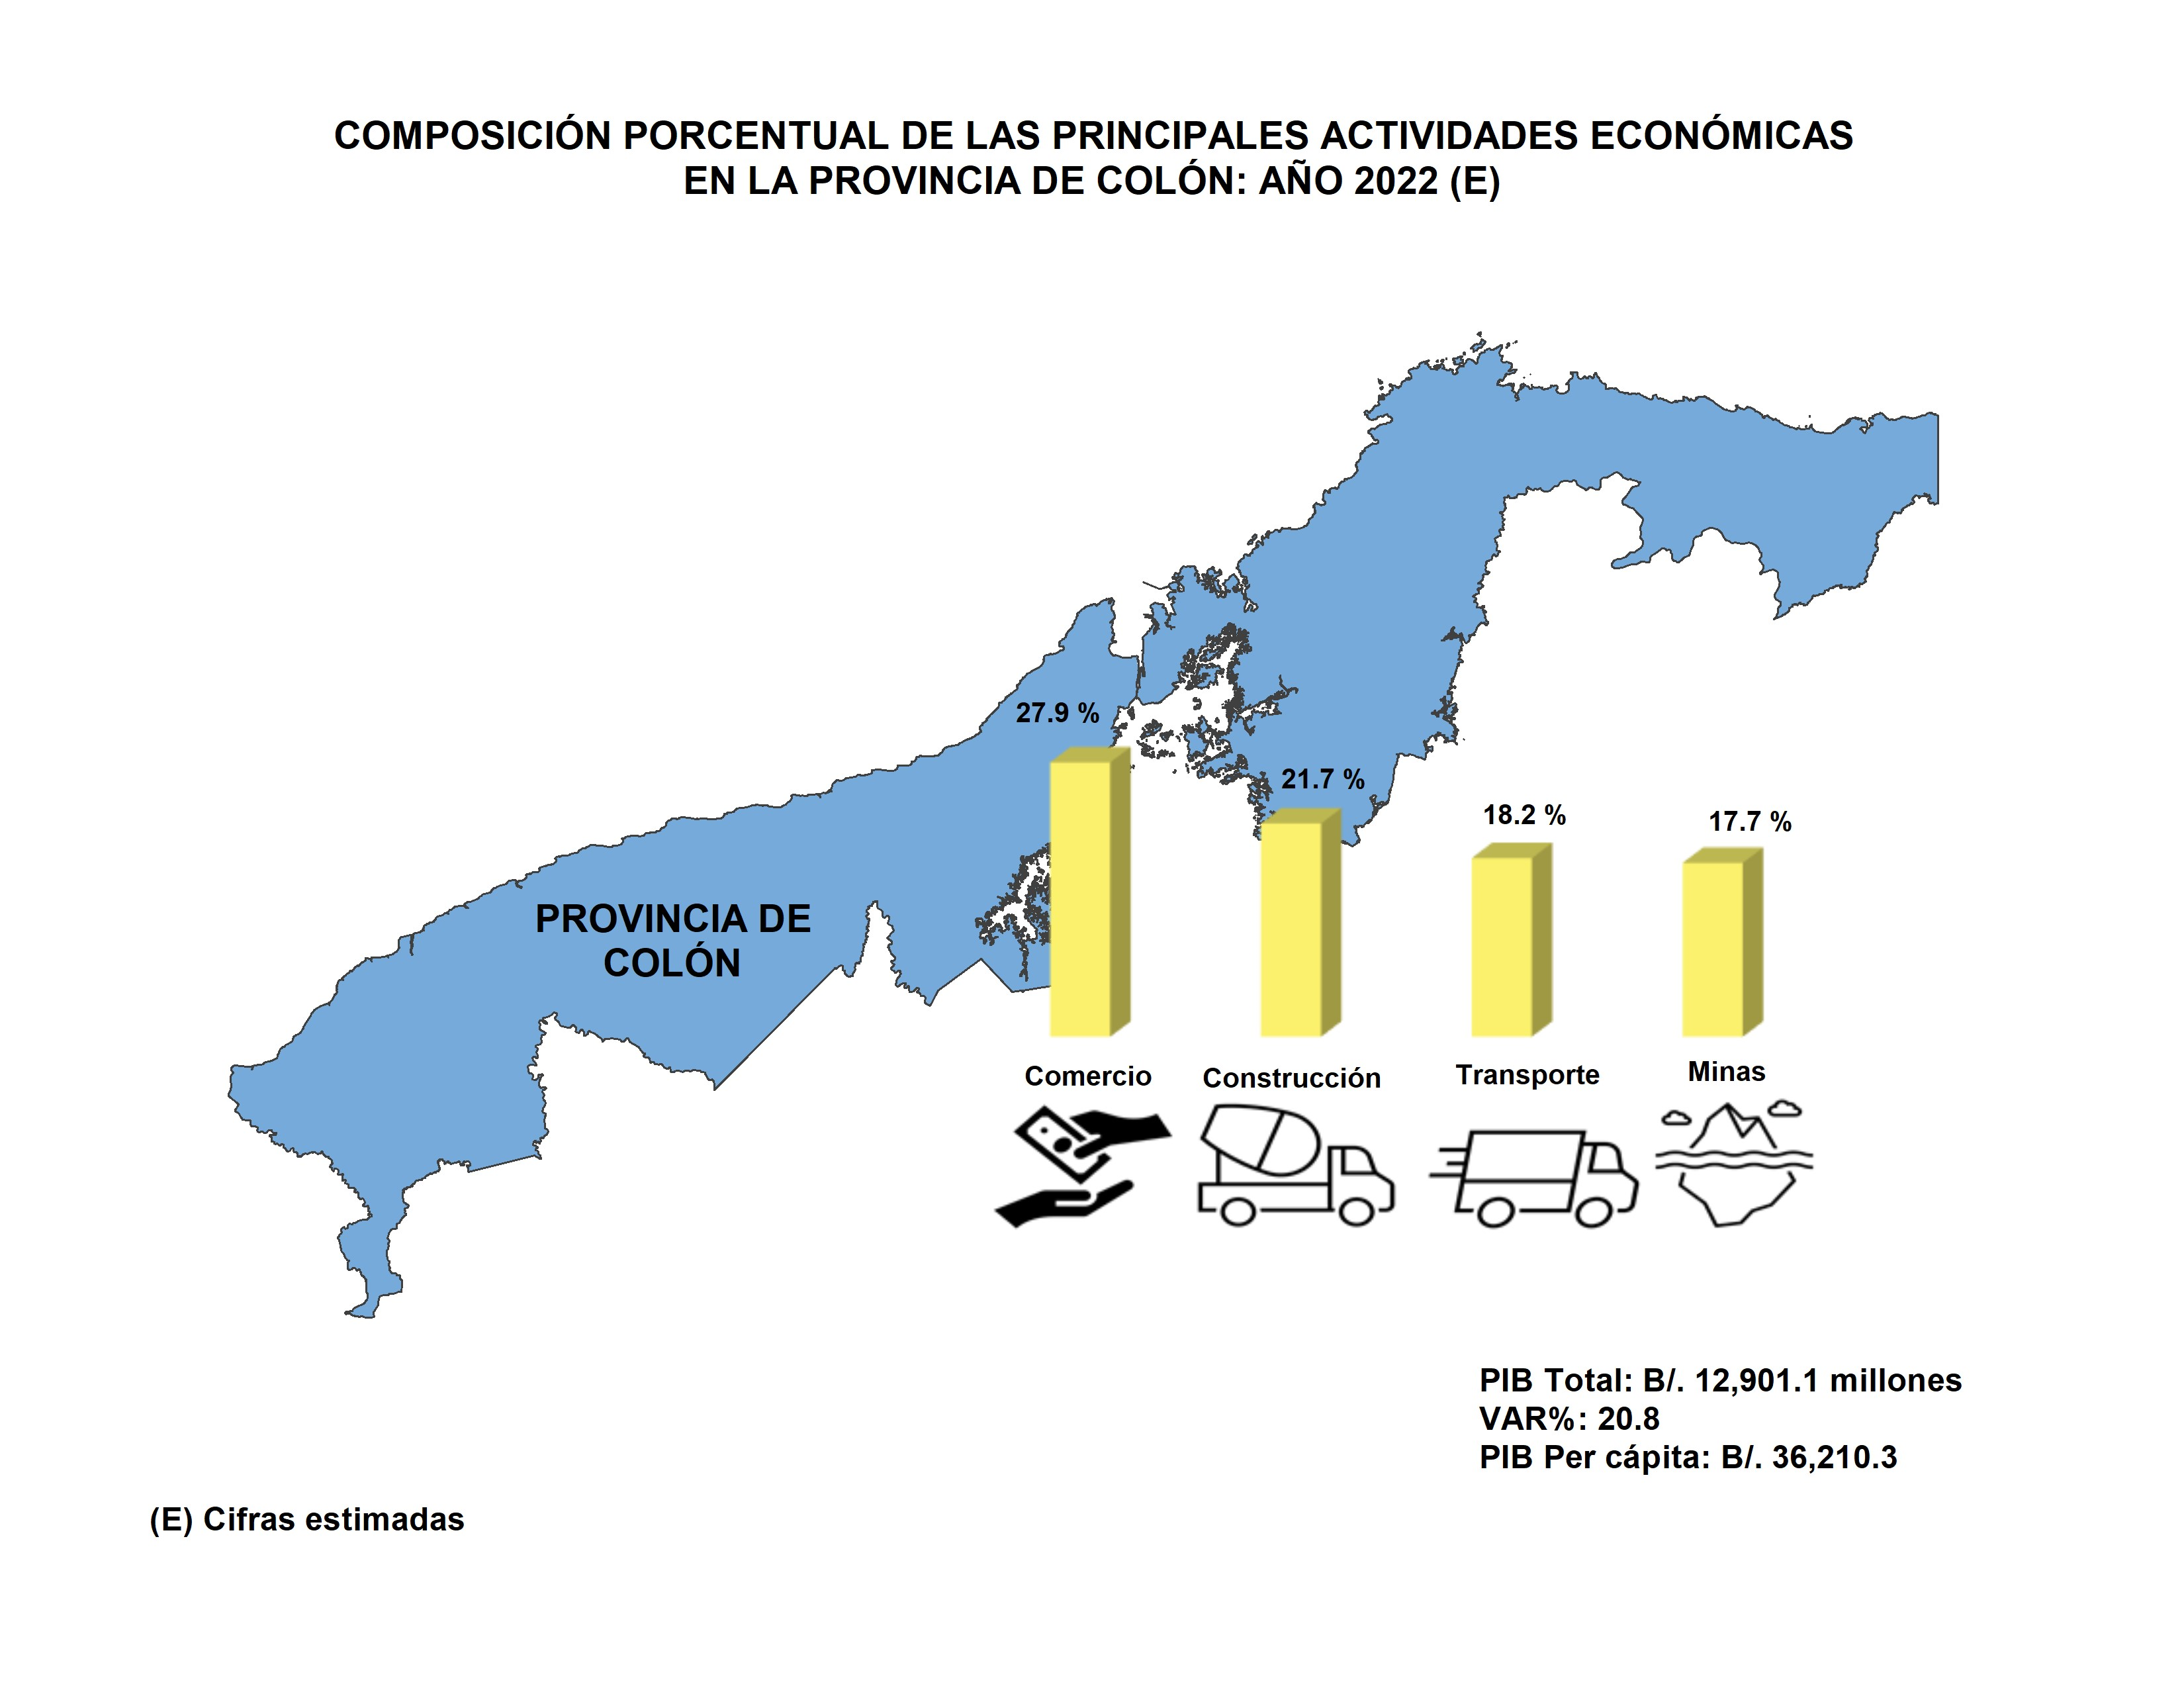 COMPOSICIÓN PORCENTUAL DE LAS PRINCIPALES ACTIVIDADES ECONÓMICAS
EN LA PROVINCIA DE COLÓN: AÑO 2022 (E)
27.9 %
21.7 %
18.2 %
17.7 %
PROVINCIA DE
COLÓN
Comercio
Construcción
Transporte
Minas
PIB Total: B/. 12,901.1 millones
VAR%: 20.8
PIB Per cápita: B/. 36,210.3
(E) Cifras estimadas